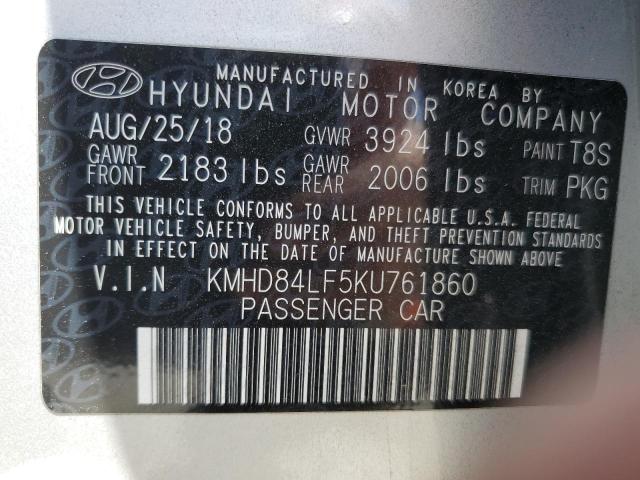 MANUFACTURED IN KOREA BY
HYUNDAI MOTOR COMPANY
AUG/25/18 GVWR 3924 lbs PAINT T8S
GAWR FRONT 2183 lbs GAWR REAR 2006 lbs TRIM PKG
THIS VEHICLE CONFORMS TO ALL APPLICABLE U.S.A. FEDERAL
MOTOR VEHICLE SAFETY, BUMPER, AND THEFT PREVENTION STANDARDS
IN EFFECT ON THE DATE OF MANUFACTURE SHOWN ABOVE.
V.I.N KMHD84LF5KU761860
PASSENGER CAR